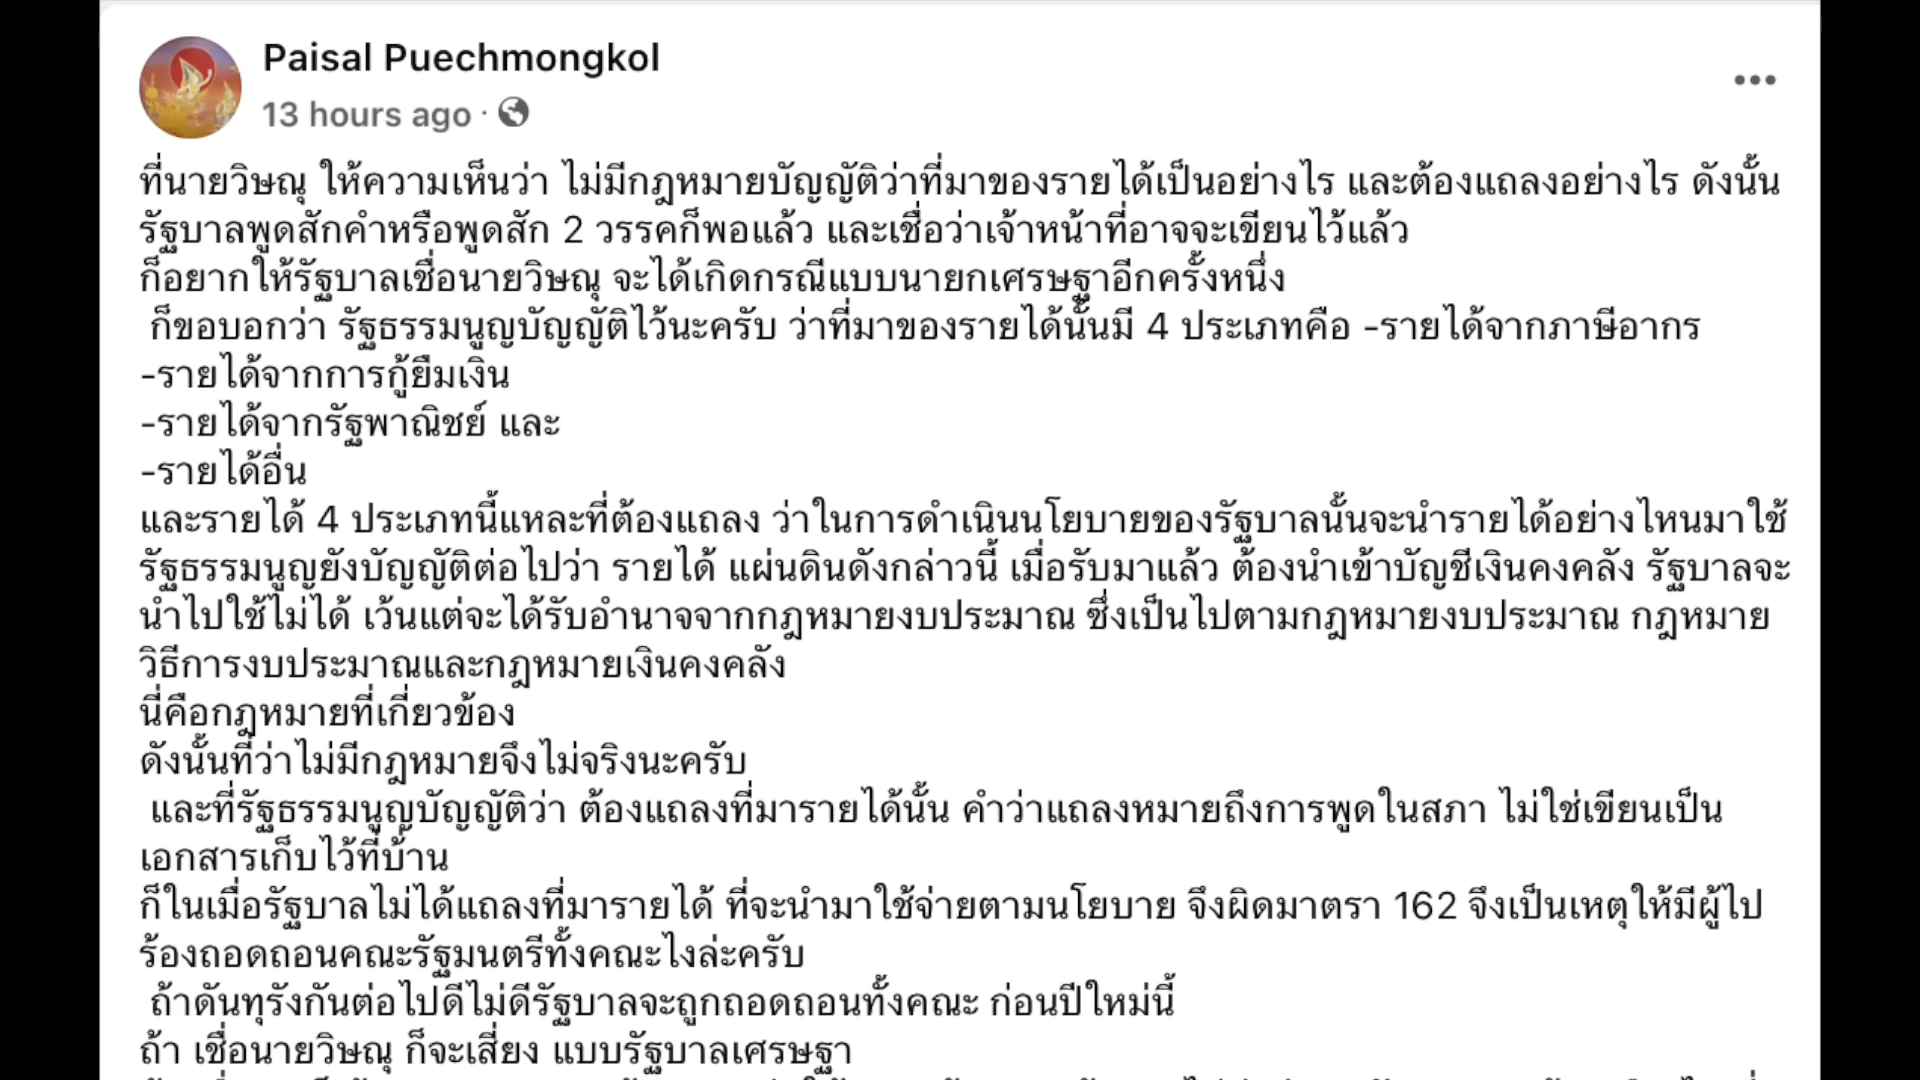 Paisal Puechmongkol
13 hours ago ·
ที่นายวิษณุ ให้ความเห็นว่า ไม่มีกฎหมายบัญญัติว่าที่มาของรายได้เป็นอย่างไร และต้องแถลงอย่างไร ดังนั้น
รัฐบาลพูดสักคำหรือพูดสัก 2 วรรคก็พอแล้ว และเชื่อว่าเจ้าหน้าที่อาจจะเขียนไว้แล้ว
ก็อยากให้รัฐบาลเชื่อนายวิษณุ จะได้เกิดกรณีแบบนายกเศรษฐาอีกครั้งหนึ่ง
ก็ขอบอกว่า รัฐธรรมนูญบัญญัติไว้นะครับ ว่าที่มาของรายได้นั้นมี 4 ประเภทคือ -รายได้จากภาษีอากร
-รายได้จากการกู้ยืมเงิน
-รายได้จากรัฐพาณิชย์ และ
-รายได้อื่น
และรายได้ 4 ประเภทนี้แหละที่ต้องแถลง ว่าในการดำเนินนโยบายของรัฐบาลนั้นจะนำรายได้อย่างไหนมาใช้
รัฐธรรมนูญยังบัญญัติต่อไปว่า รายได้ แผ่นดินดังกล่าวนี้ เมื่อรับมาแล้ว ต้องนำเข้าบัญชีเงินคงคลัง รัฐบาลจะ
นำไปใช้ไม่ได้ เว้นแต่จะได้รับอำนาจจากกฎหมายงบประมาณ ซึ่งเป็นไปตามกฎหมายงบประมาณ กฎหมาย
วิธีการงบประมาณและกฎหมายเงินคงคลัง
นี่คือกฎหมายที่เกี่ยวข้อง
ดังนั้นที่ว่าไม่มีกฎหมายจึงไม่จริงนะครับ
และที่รัฐธรรมนูญบัญญัติว่า ต้องแถลงที่มารายได้นั้น คำว่าแถลงหมายถึงการพูดในสภา ไม่ใช่เขียนเป็น
เอกสารเก็บไว้ที่บ้าน
ก็ในเมื่อรัฐบาลไม่ได้แถลงที่มารายได้ ที่จะนำมาใช้จ่ายตามนโยบาย จึงผิดมาตรา 162 จึงเป็นเหตุให้มีผู้ไป
ร้องถอดถอนคณะรัฐมนตรีทั้งคณะไงล่ะครับ
ถ้าดันทุรังกันต่อไปดีไม่ดีรัฐบาลจะถูกถอดถอนทั้งคณะ ก่อนปีใหม่นี้
ถ้า เชื่อนายวิษณุ ก็จะเสี่ยง แบบรัฐบาลเศรษฐา